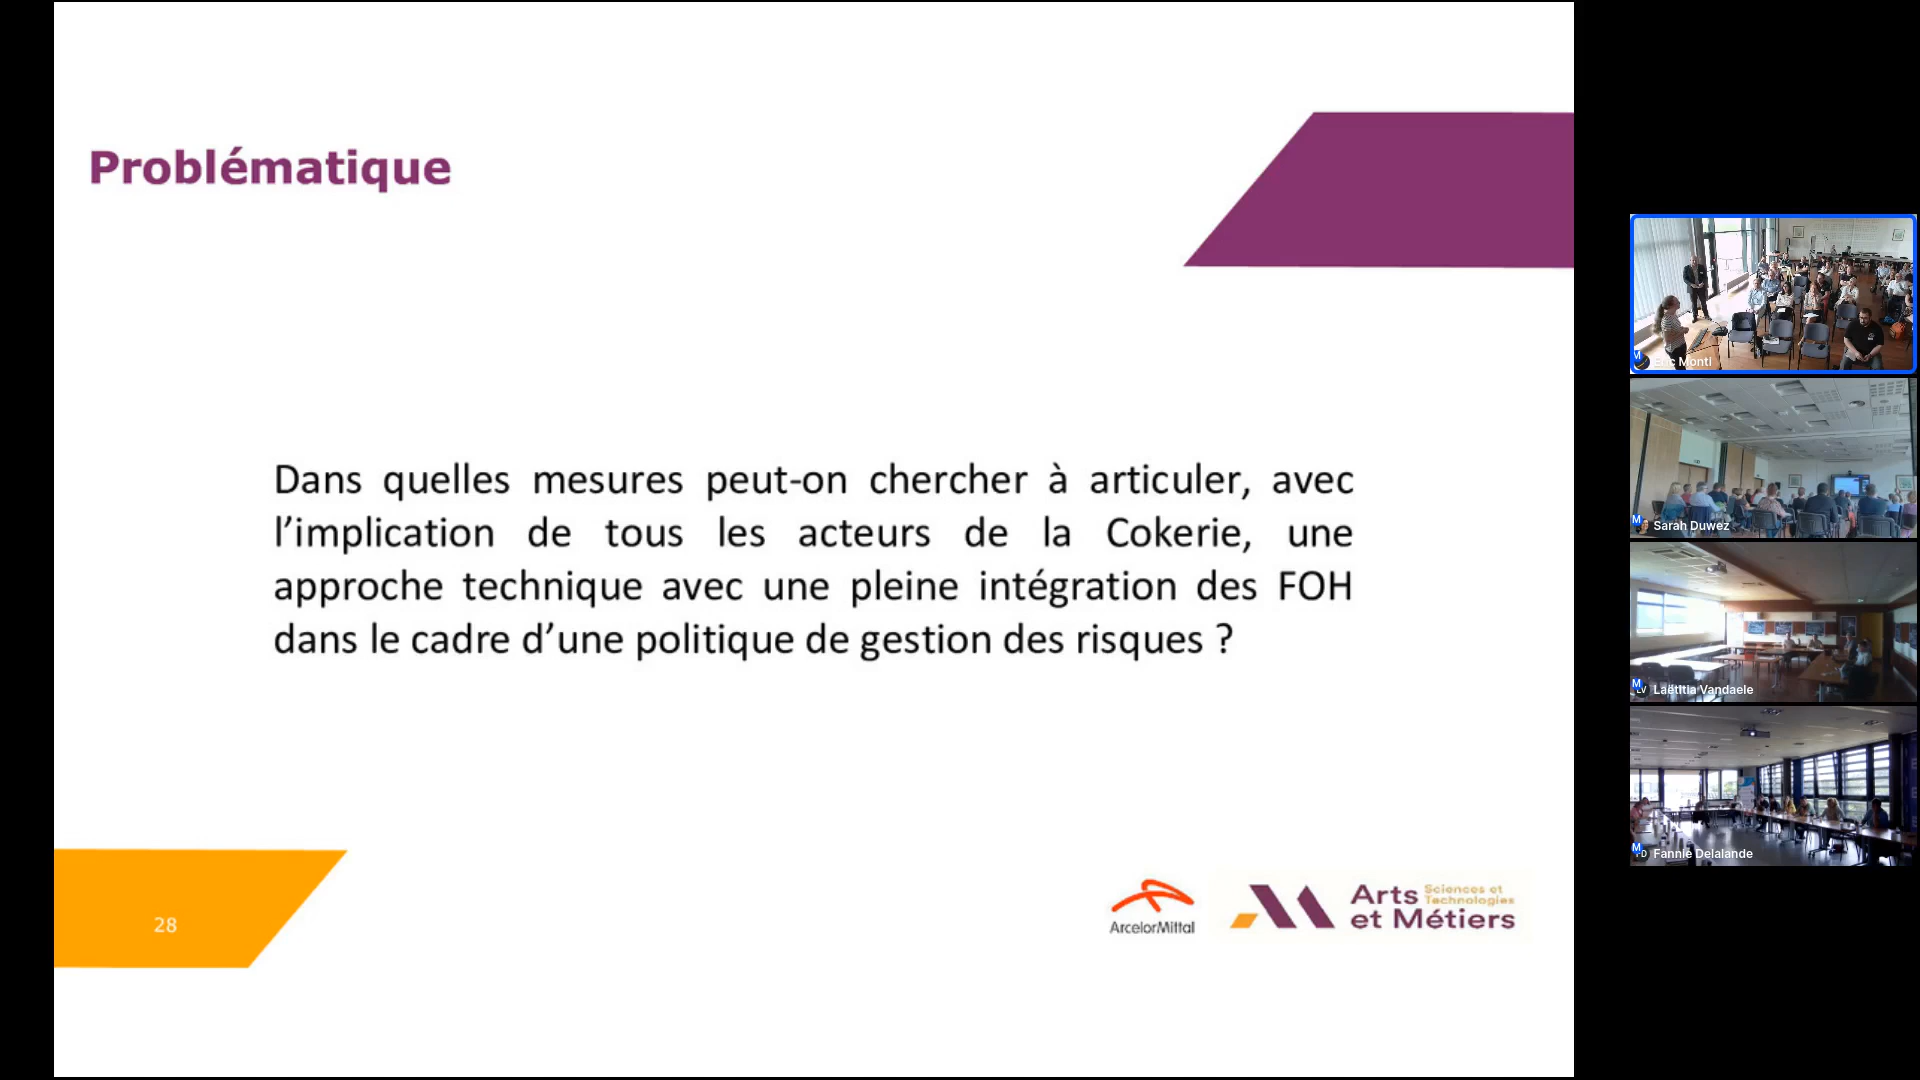 Problématique
Dans quelles mesures peut-on chercher à articuler, avec
l’implication de tous les acteurs de la Cokerie, une
approche technique avec une pleine intégration des FOH
dans le cadre d’une politique de gestion des risques ?
28
ArcelorMittal
Arts Sciences et
Technologies
et Métiers
Eric Monti
Sarah Duwez
Laëtitia Vandaele
Fannie Delalande